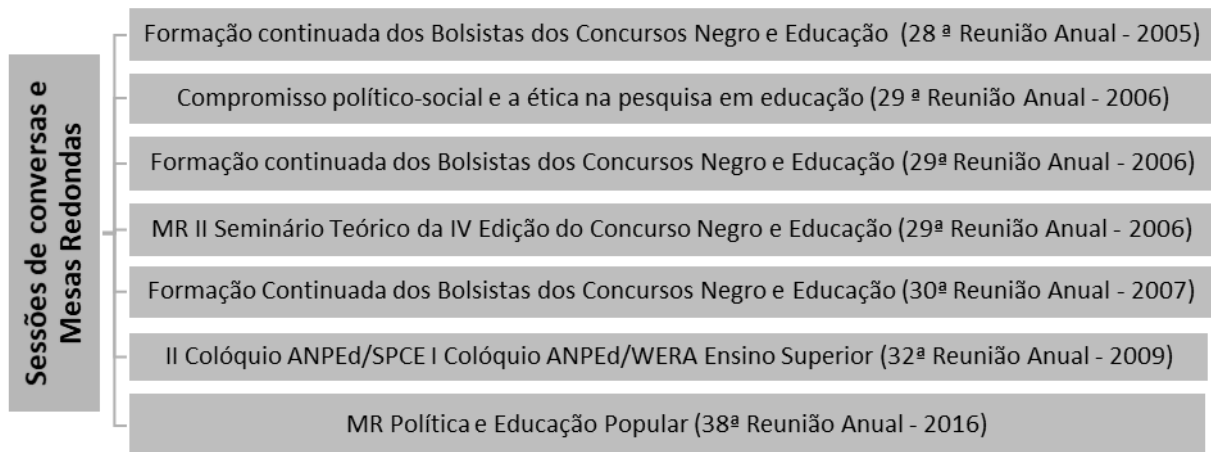 Sessões de conversas e
Mesas Redondas
Formação continuada dos Bolsistas dos Concursos Negro e Educação (28 ª Reunião Anual - 2005)
Compromisso político-social e a ética na pesquisa em educação (29 ª Reunião Anual - 2006)
Formação continuada dos Bolsistas dos Concursos Negro e Educação (29ª Reunião Anual - 2006)
MR II Seminário Teórico da IV Edição do Concurso Negro e Educação (29ª Reunião Anual - 2006)
Formação Continuada dos Bolsistas dos Concursos Negro e Educação (30ª Reunião Anual - 2007)
II Colóquio ANPEd/SPCE I Colóquio ANPEd/WERA Ensino Superior (32ª Reunião Anual - 2009)
MR Política e Educação Popular (38ª Reunião Anual - 2016)